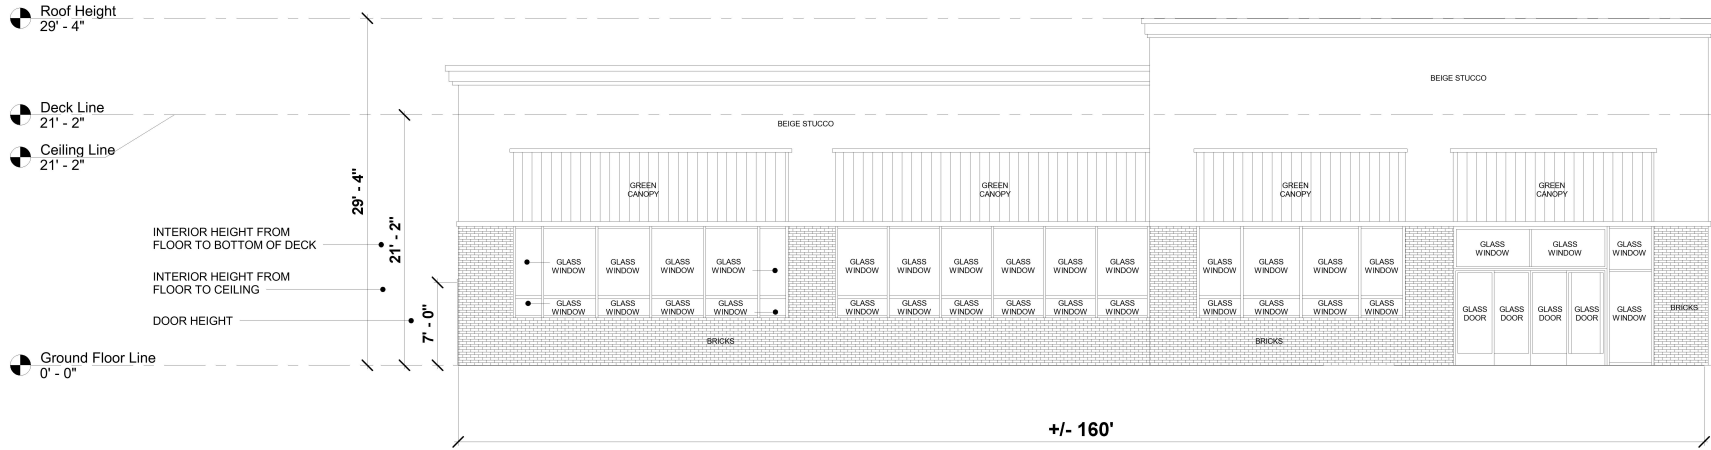 Roof Height
29' - 4"
Deck Line
21' - 2"
Ceiling Line
21' - 2"
INTERIOR HEIGHT FROM
FLOOR TO BOTTOM OF DECK
INTERIOR HEIGHT FROM
FLOOR TO CEILING
DOOR HEIGHT
Ground Floor Line
0' - 0"
29' - 4"
21' - 2"
7' - 0"
BEIGE STUCCO
BEIGE STUCCO
GREEN
CANOPY
GREEN
CANOPY
GREEN
CANOPY
GREEN
CANOPY
GLASS
WINDOW
GLASS
WINDOW
GLASS
WINDOW
GLASS
WINDOW
GLASS
WINDOW
GLASS
WINDOW
GLASS
WINDOW
GLASS
WINDOW
GLASS
WINDOW
GLASS
WINDOW
GLASS
WINDOW
GLASS
WINDOW
GLASS
WINDOW
GLASS
WINDOW
GLASS
WINDOW
GLASS
WINDOW
GLASS
WINDOW
GLASS
WINDOW
GLASS
WINDOW
GLASS
WINDOW
GLASS
WINDOW
GLASS
WINDOW
GLASS
WINDOW
GLASS
WINDOW
GLASS
WINDOW
GLASS
WINDOW
GLASS
WINDOW
GLASS
WINDOW
GLASS
WINDOW
GLASS
WINDOW
GLASS
WINDOW
GLASS
DOOR
GLASS
DOOR
GLASS
DOOR
GLASS
DOOR
GLASS
WINDOW
BRICKS
BRICKS
BRICKS
+/- 160'